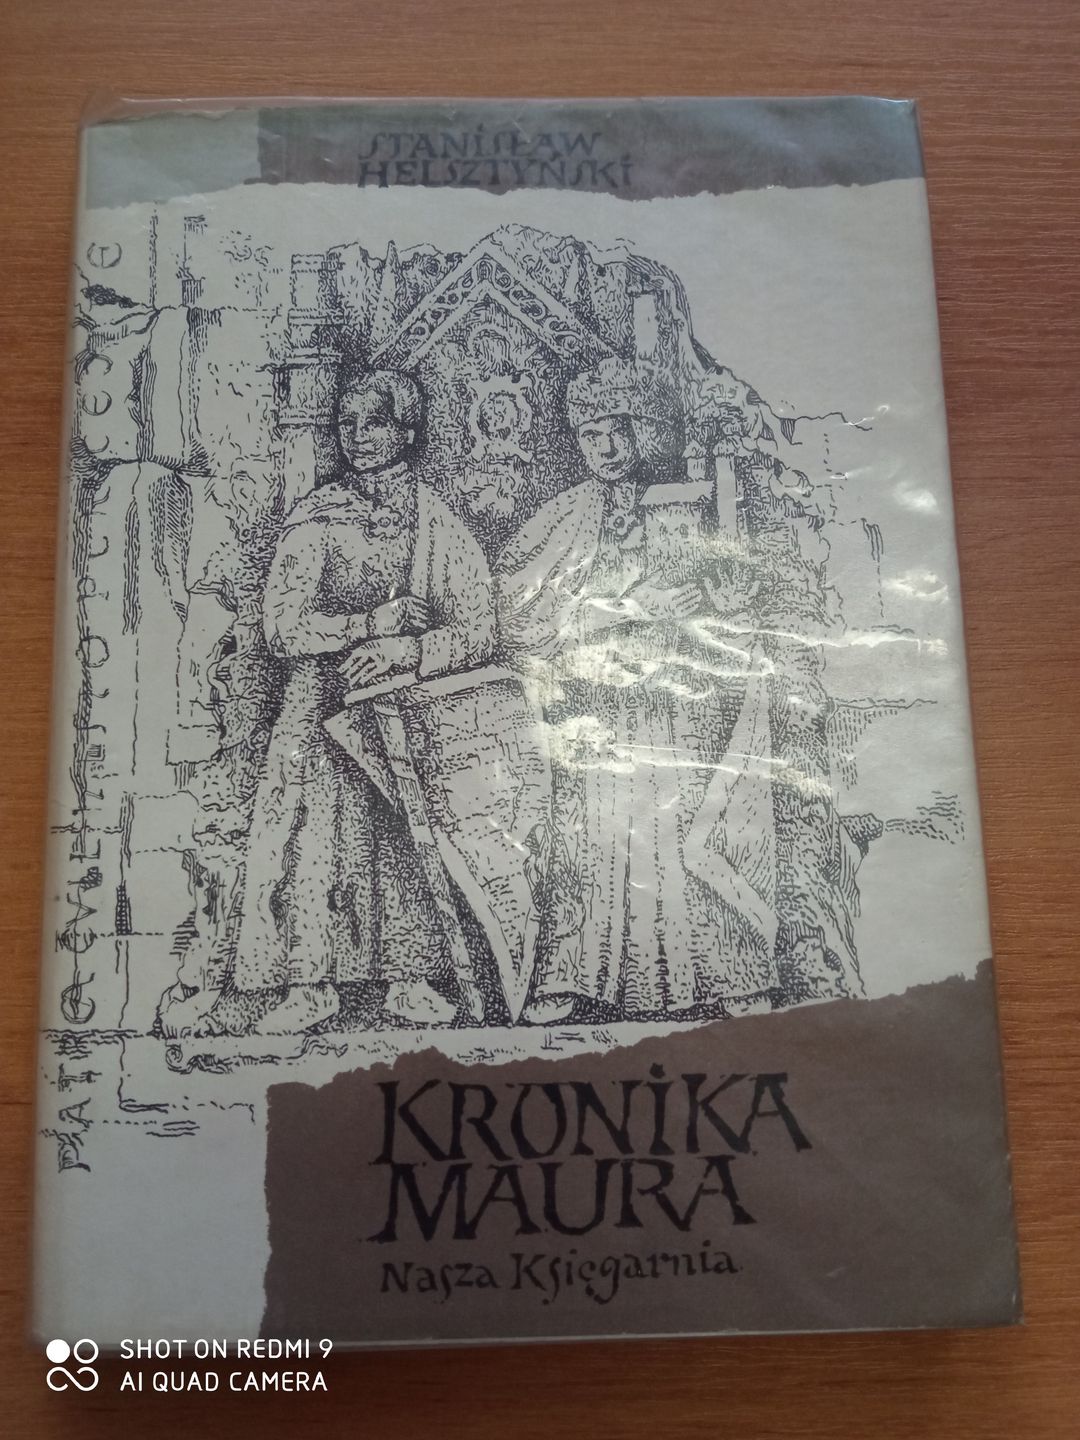 STANISŁAW
HELSZTYŃSKI
KRONIKA
MAURA
Nasza Księgarnia
SHOT ON REDMI 9
AI QUAD CAMERA